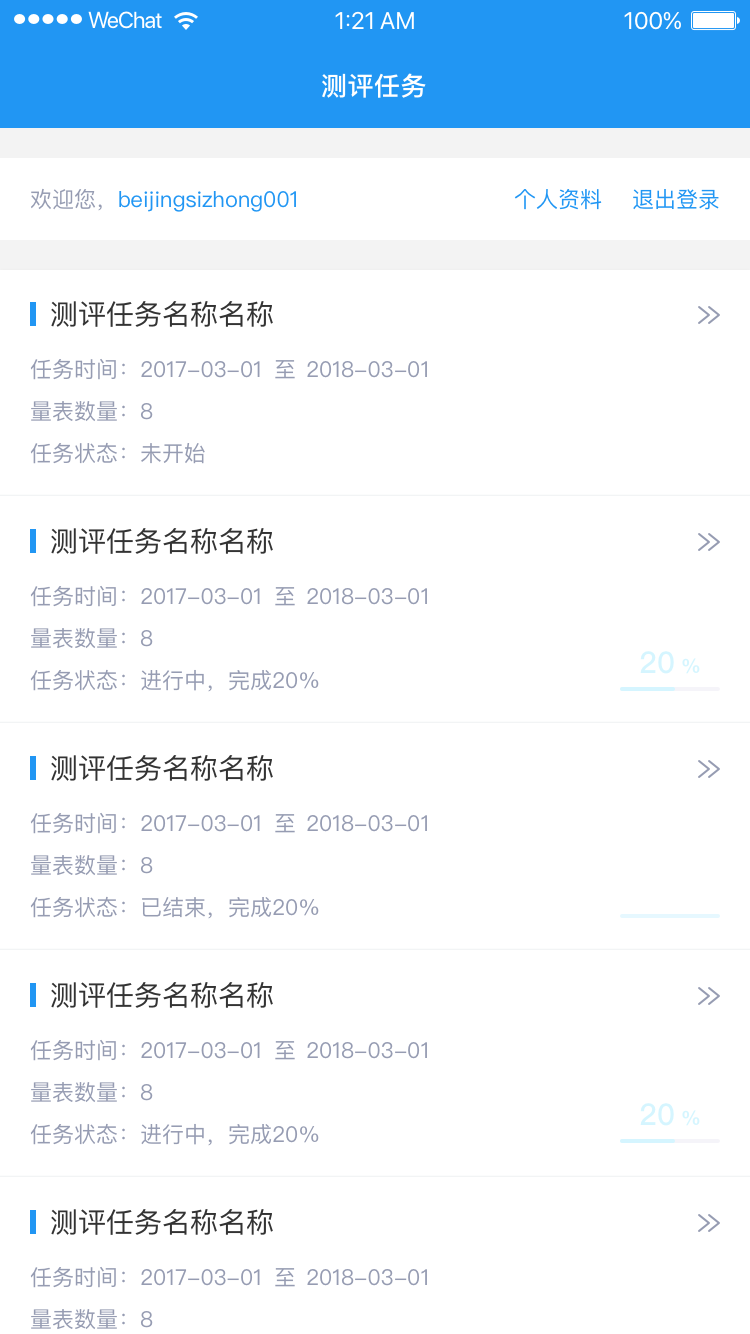 WeChat 1:21 AM 100%
测评任务
欢迎您，beijingsizhong001 个人资料 退出登录
测评任务名称名称
任务时间：2017-03-01 至 2018-03-01
量表数量：8
任务状态：未开始
测评任务名称名称
任务时间：2017-03-01 至 2018-03-01
量表数量：8
任务状态：进行中，完成20%
20 %
测评任务名称名称
任务时间：2017-03-01 至 2018-03-01
量表数量：8
任务状态：已结束，完成20%
测评任务名称名称
任务时间：2017-03-01 至 2018-03-01
量表数量：8
任务状态：进行中，完成20%
20 %
测评任务名称名称
任务时间：2017-03-01 至 2018-03-01
量表数量：8